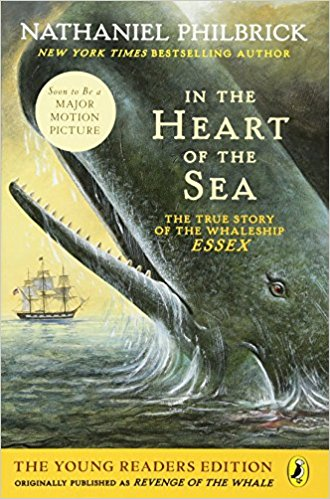 NATHANIEL PHILBRICK
NEW YORK TIMES BESTSELLING AUTHOR
Soon to Be a
MAJOR
MOTION
PICTURE
IN THE
HEART
OF THE
SEA
THE TRUE STORY
OF THE WHALESHIP
ESSEX
THE YOUNG READERS EDITION
ORIGINALLY PUBLISHED AS REVENGE OF THE WHALE